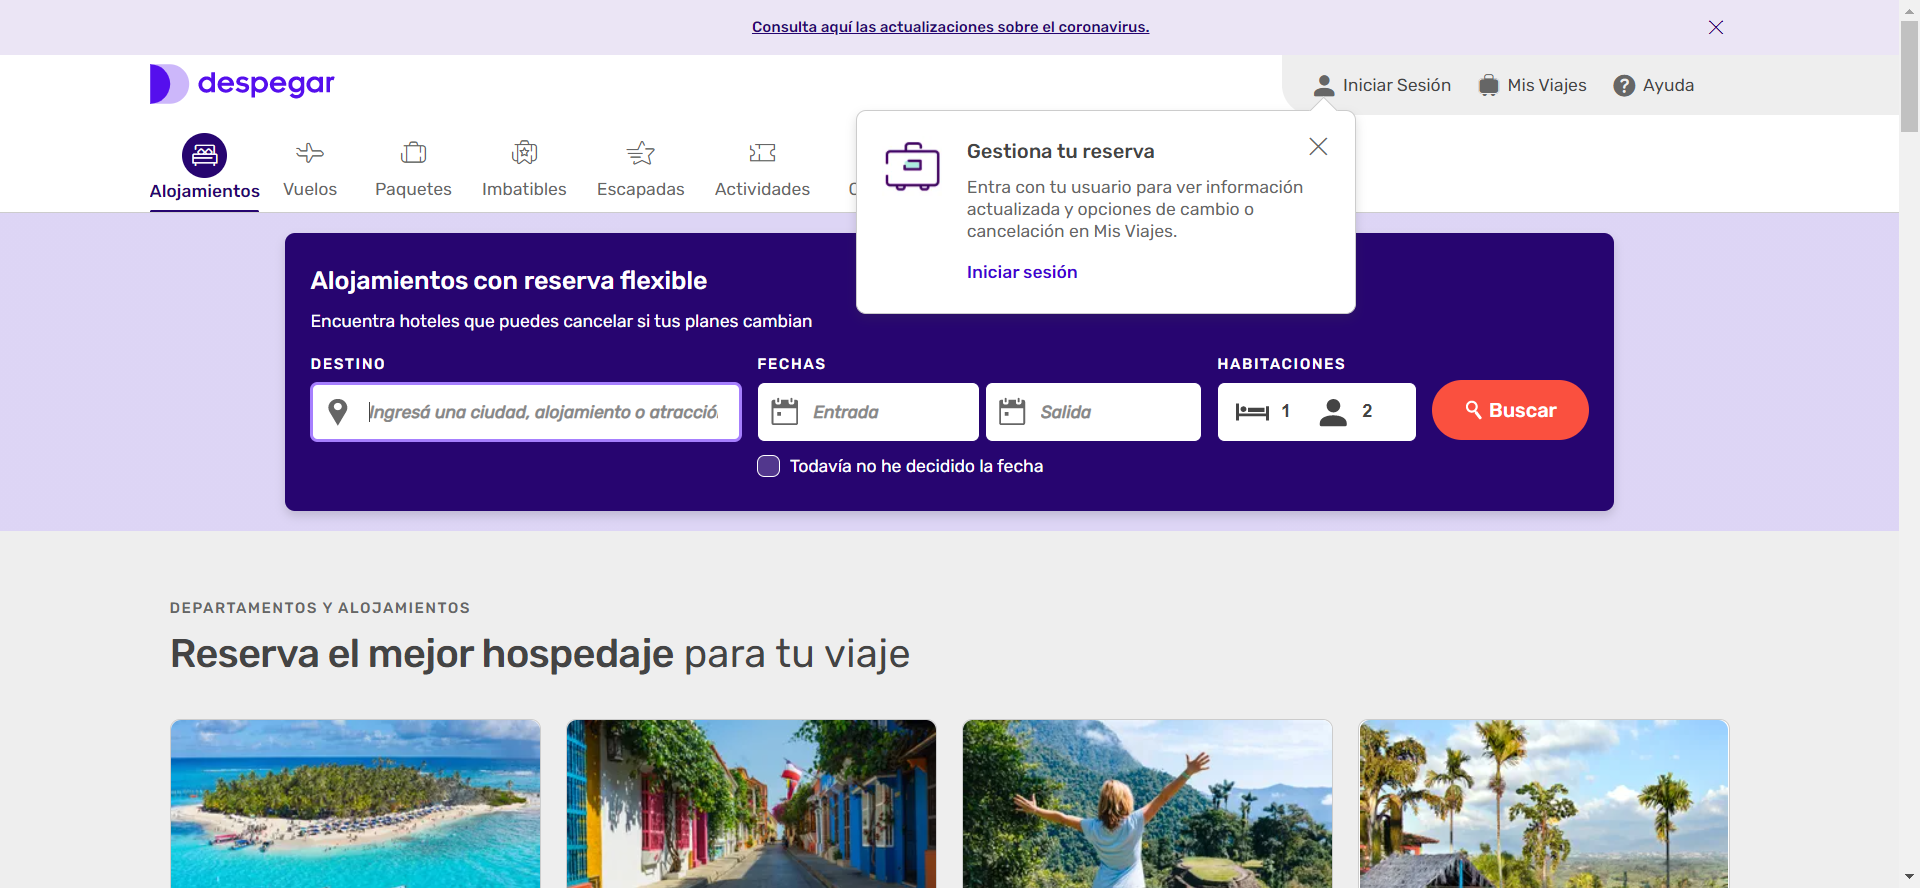 Consulta aquí las actualizaciones sobre el coronavirus.
despegar
Iniciar Sesión
Mis Viajes
? Ayuda
Alojamientos
Vuelos
Paquetes
Imbatibles
Escapadas
Actividades
Gestiona tu reserva
Entra con tu usuario para ver información
actualizada y opciones de cambio o
cancelación en Mis Viajes.
Iniciar sesión
Alojamientos con reserva flexible
Encuentra hoteles que puedes cancelar si tus planes cambian
DESTINO
FECHAS
HABITACIONES
Ingresá una ciudad, alojamiento o atracció
Entrada
Salida
1
2
Buscar
Todavía no he decidido la fecha
DEPARTAMENTOS Y ALOJAMIENTOS
Reserva el mejor hospedaje para tu viaje